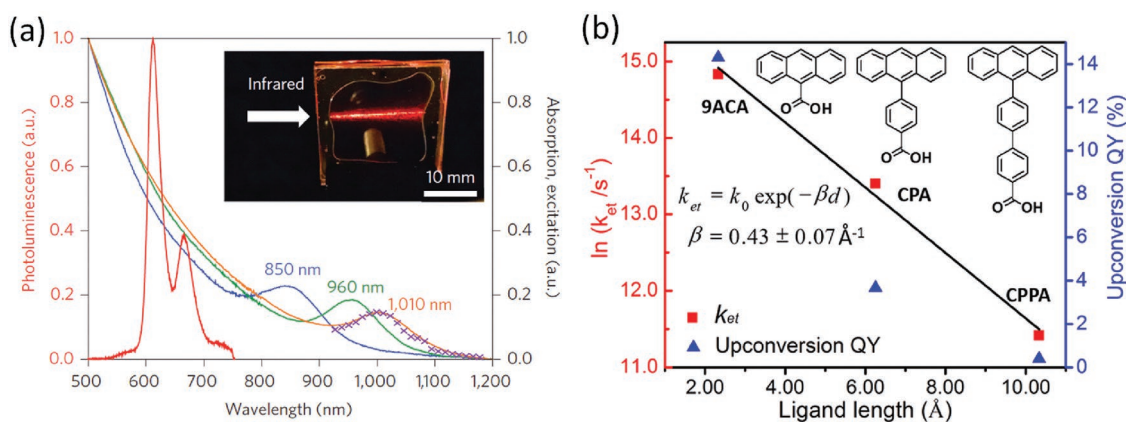 (a)
Photoluminescence (a.u.)
1.0
0.8
0.6
0.4
0.2
0.0
500
600
700
800
900
1,000
1,100
1,200
Wavelength (nm)
1.0
0.8
0.6
0.4
0.2
0.0
Absorption, excitation (a.u.)
Infrared
10 mm
850 nm
960 nm
1,010 nm
(b)
ln (ket /s-1)
15.0
14.0
13.0
12.0
11.0
2.00
4.00
6.00
8.00
10.00
Ligand length (Å)
14
12
10
8
6
4
2
0
Upconversion QY (%)
9ACA
O
OH
CPA
O
OH
CPPA
O
OH
ket = k0 exp(−βd)
β = 0.43 ± 0.07 Å-1
ket
Upconversion QY